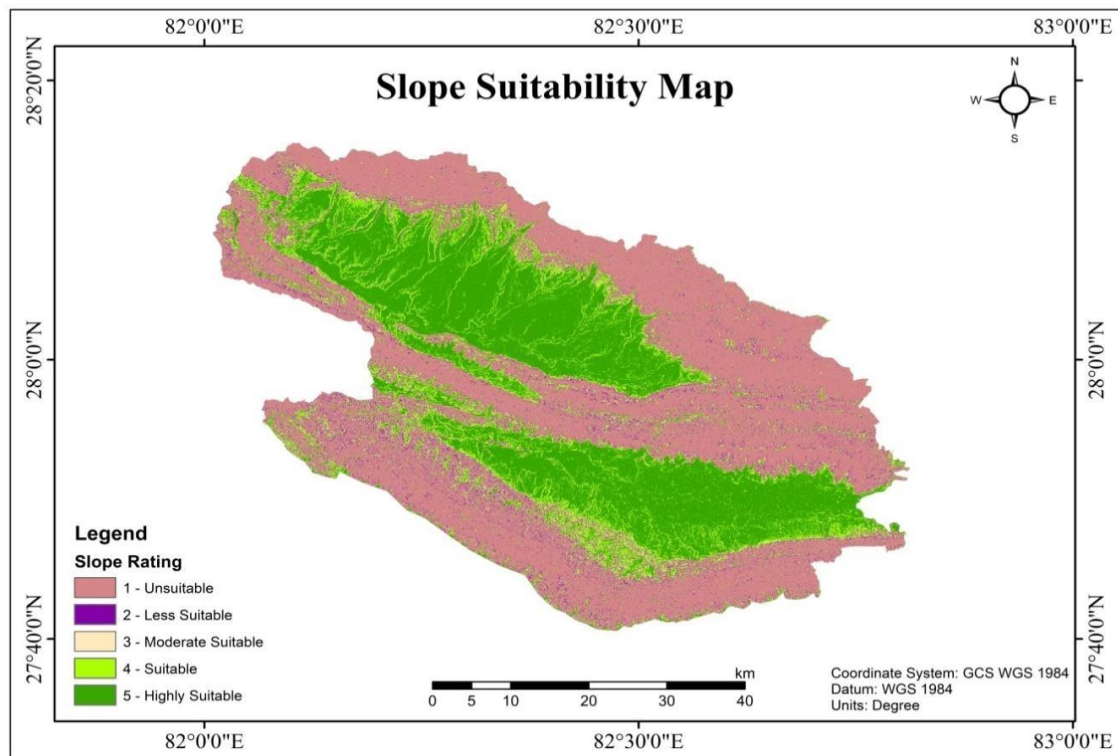 82°0'0"E 82°30'0"E 83°0'0"E
28°20'0"N
28°0'0"N
27°40'0"N
Slope Suitability Map
N
W E
S
28°20'0"N
28°0'0"N
27°40'0"N
Legend
Slope Rating
1 - Unsuitable
2 - Less Suitable
3 - Moderate Suitable
4 - Suitable
5 - Highly Suitable
km
0 5 10 20 30 40
Coordinate System: GCS WGS 1984
Datum: WGS 1984
Units: Degree
82°0'0"E 82°30'0"E 83°0'0"E